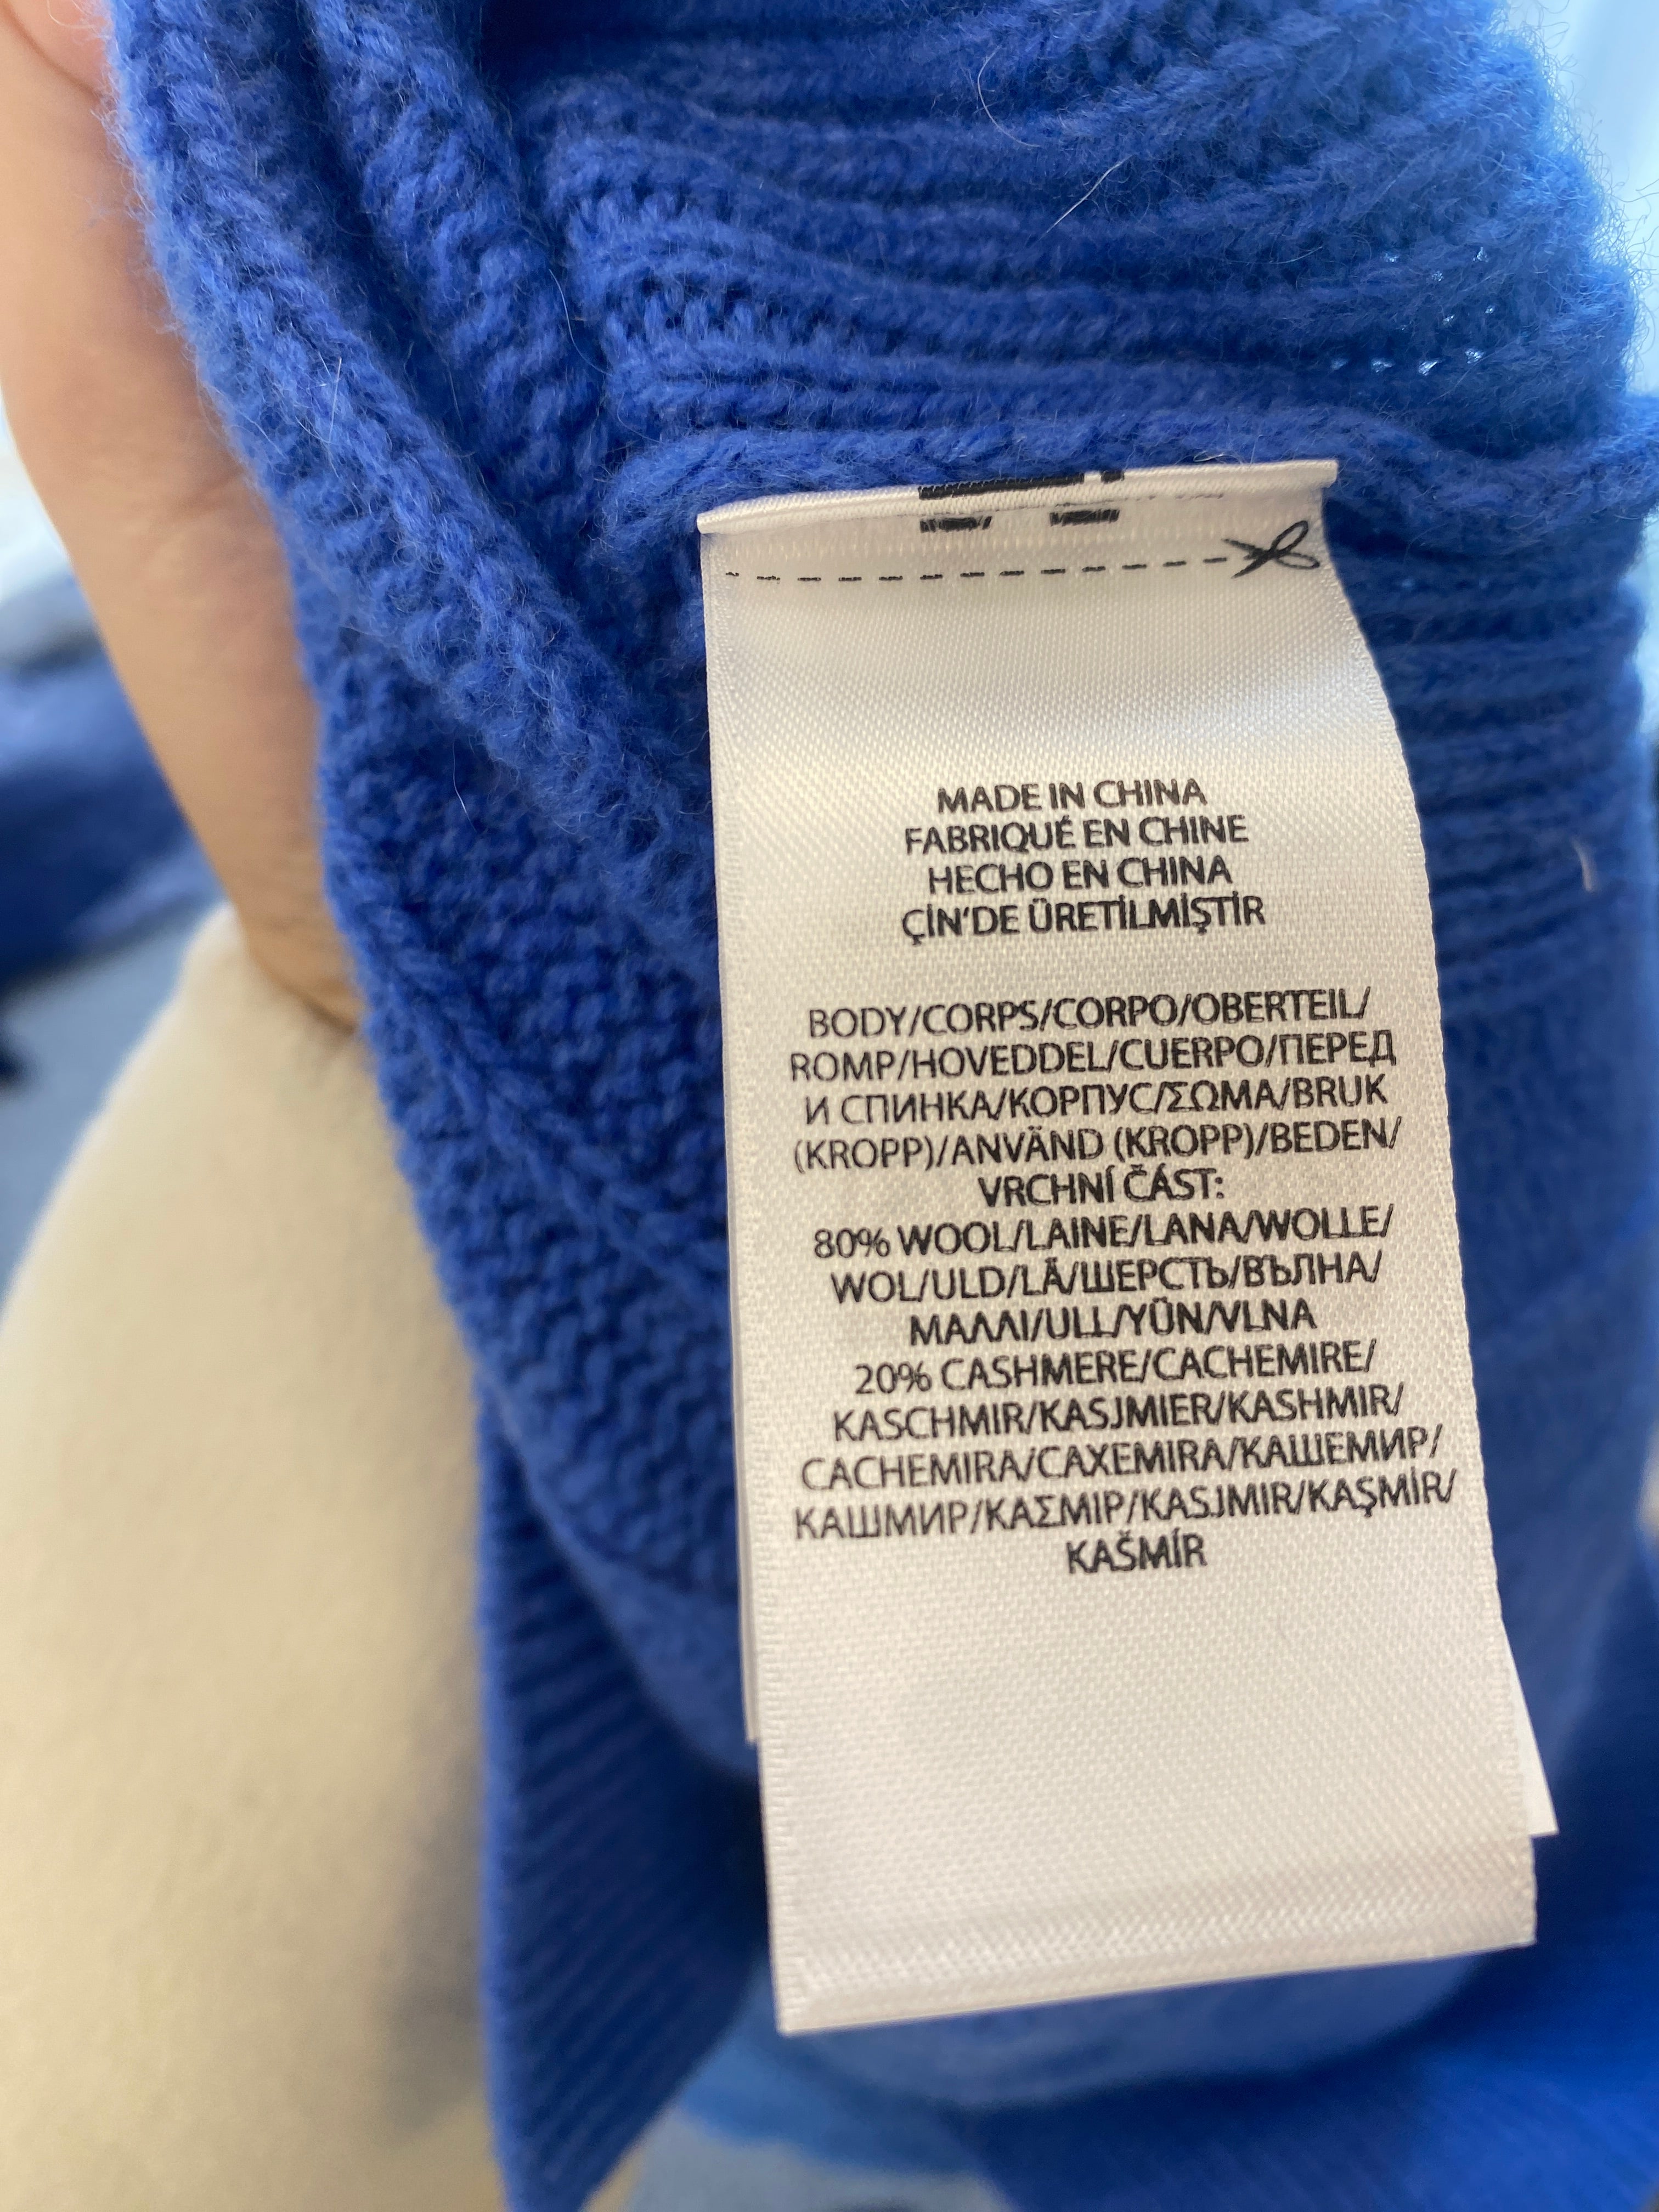 MADE IN CHINA
FABRIQUÉ EN CHINE
HECHO EN CHINA
ÇİN'DE ÜRETİLMİŞTİR
BODY/CORPS/CORPO/OBERTEIL/
ROMP/HOVEDDEL/CUERPO/ПЕРЕД
И СПИНКА/КОРПУС/ΣΩΜΑ/BRUK
(KROPP)/ANVÄND (KROPP)/BEDEN/
VRCHNÍ ČÁST:
80% WOOL/LAINE/LANA/WOLLE/
WOL/ULD/LÃ/ШЕРСТЬ/ВЪЛНА/
ΜΑΛΛΙ/ULL/YÜN/VLNA
20% CASHMERE/CACHEMIRE/
KASCHMIR/KASJMIER/KASHMIR/
CACHEMIRA/CAXEMIRA/КАШЕМИР/
КАШМИР/ΚΑΣΜΙΡ/KASJMIR/KAŞMİR/
KAŠMÍR